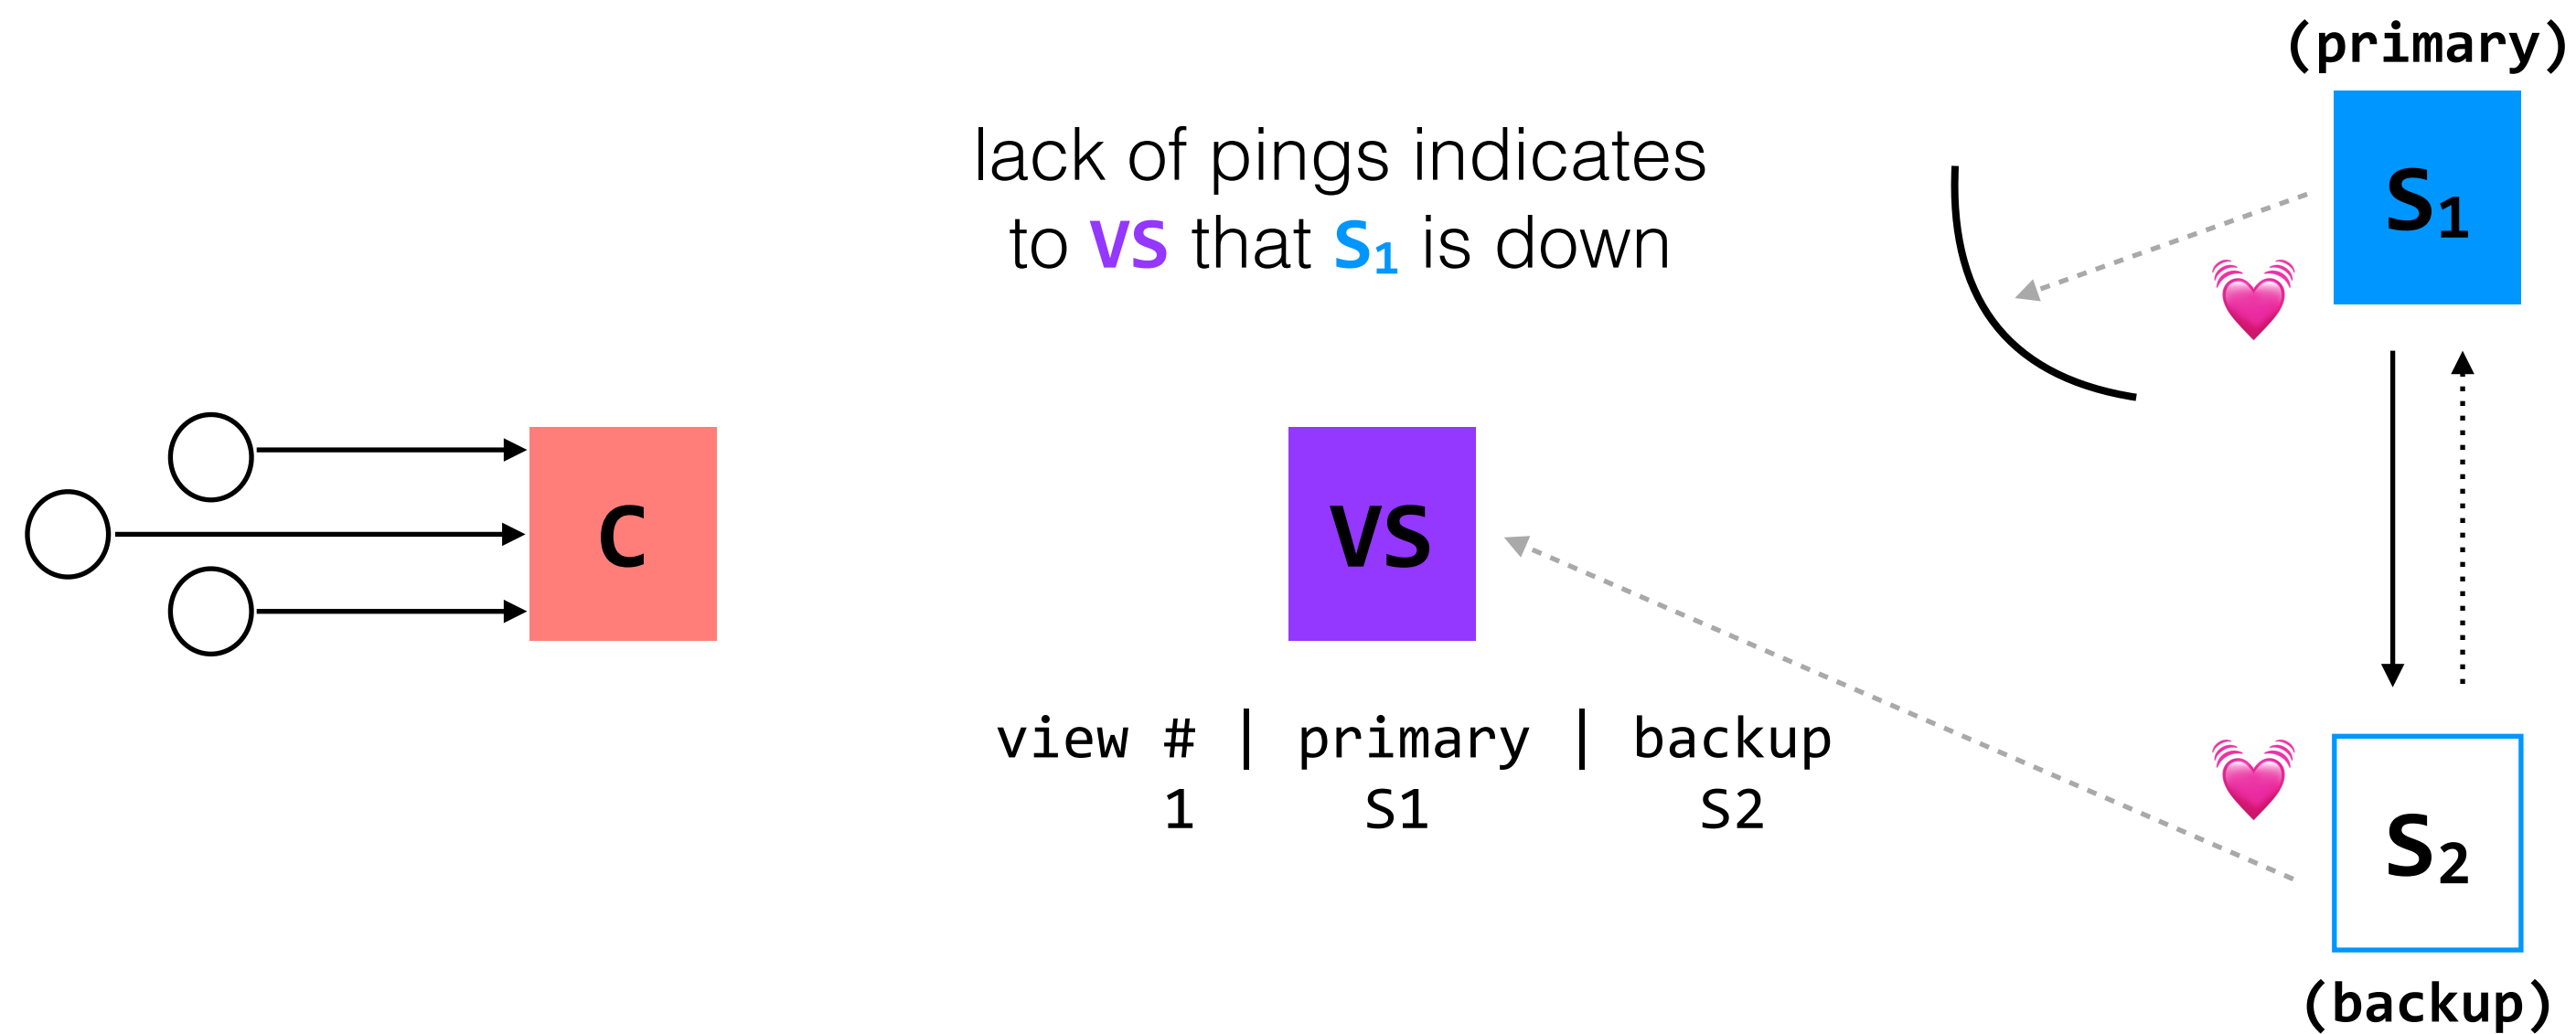 (primary)
lack of pings indicates
to VS that S₁ is down
S₁
C
VS
view # | primary | backup
1 S1 S2
S₂
(backup)